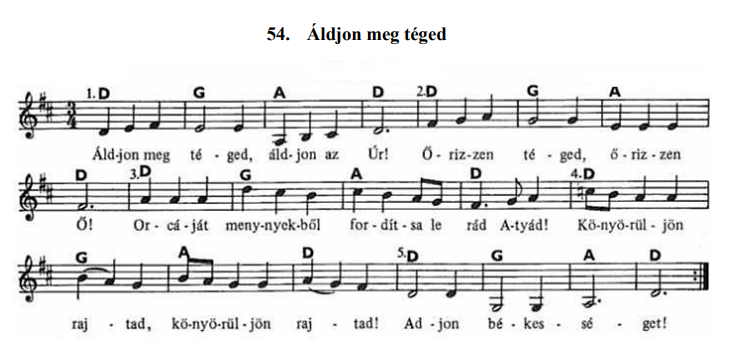 54. Áldjon meg téged
1. D G A D 2. D G A
Áld-jon meg té - ged, áld- jon az Úr! Ő - riz-zen té - ged, ő - riz - zen
D 3. D G A D 4. D
Ő! Or - cá-ját meny-nyek-ből for - dít - sa le rád A-tyád! Kö-nyö-rül-jön
G A D 5. D G A D
raj - tad, kö-nyö-rül-jön raj - tad! Ad - jon bé - kes - sé - get!